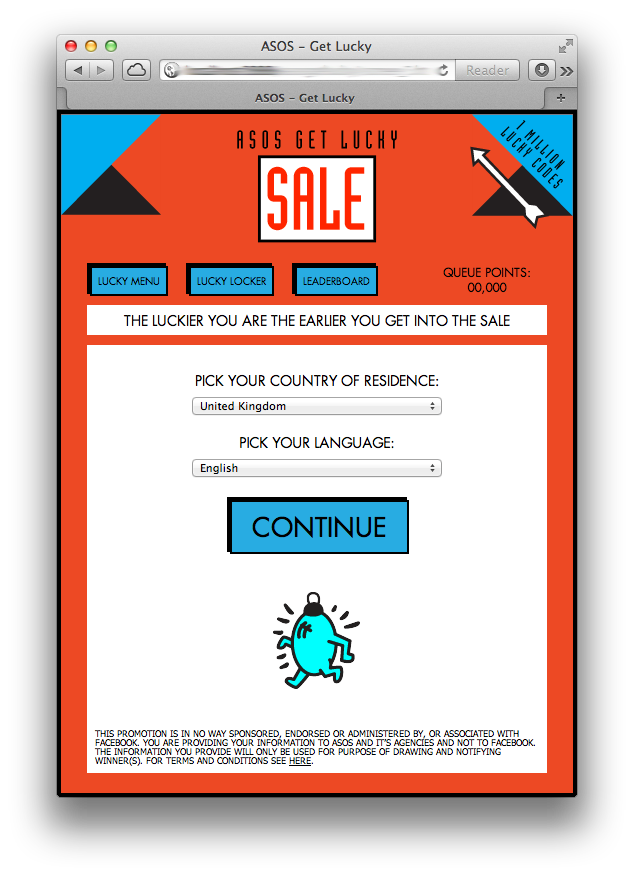 ASOS – Get Lucky
Reader
ASOS – Get Lucky
ASOS GET LUCKY
SALE
1 MILLION
LUCKY CODES
LUCKY MENU
LUCKY LOCKER
LEADERBOARD
QUEUE POINTS:
00,000
THE LUCKIER YOU ARE THE EARLIER YOU GET INTO THE SALE
PICK YOUR COUNTRY OF RESIDENCE:
United Kingdom
PICK YOUR LANGUAGE:
English
CONTINUE
THIS PROMOTION IS IN NO WAY SPONSORED, ENDORSED OR ADMINISTERED BY, OR ASSOCIATED WITH
FACEBOOK. YOU ARE PROVIDING YOUR INFORMATION TO ASOS AND IT'S AGENCIES AND NOT TO FACEBOOK.
THE INFORMATION YOU PROVIDE WILL ONLY BE USED FOR PURPOSE OF DRAWING AND NOTIFYING
WINNER(S). FOR TERMS AND CONDITIONS SEE HERE.